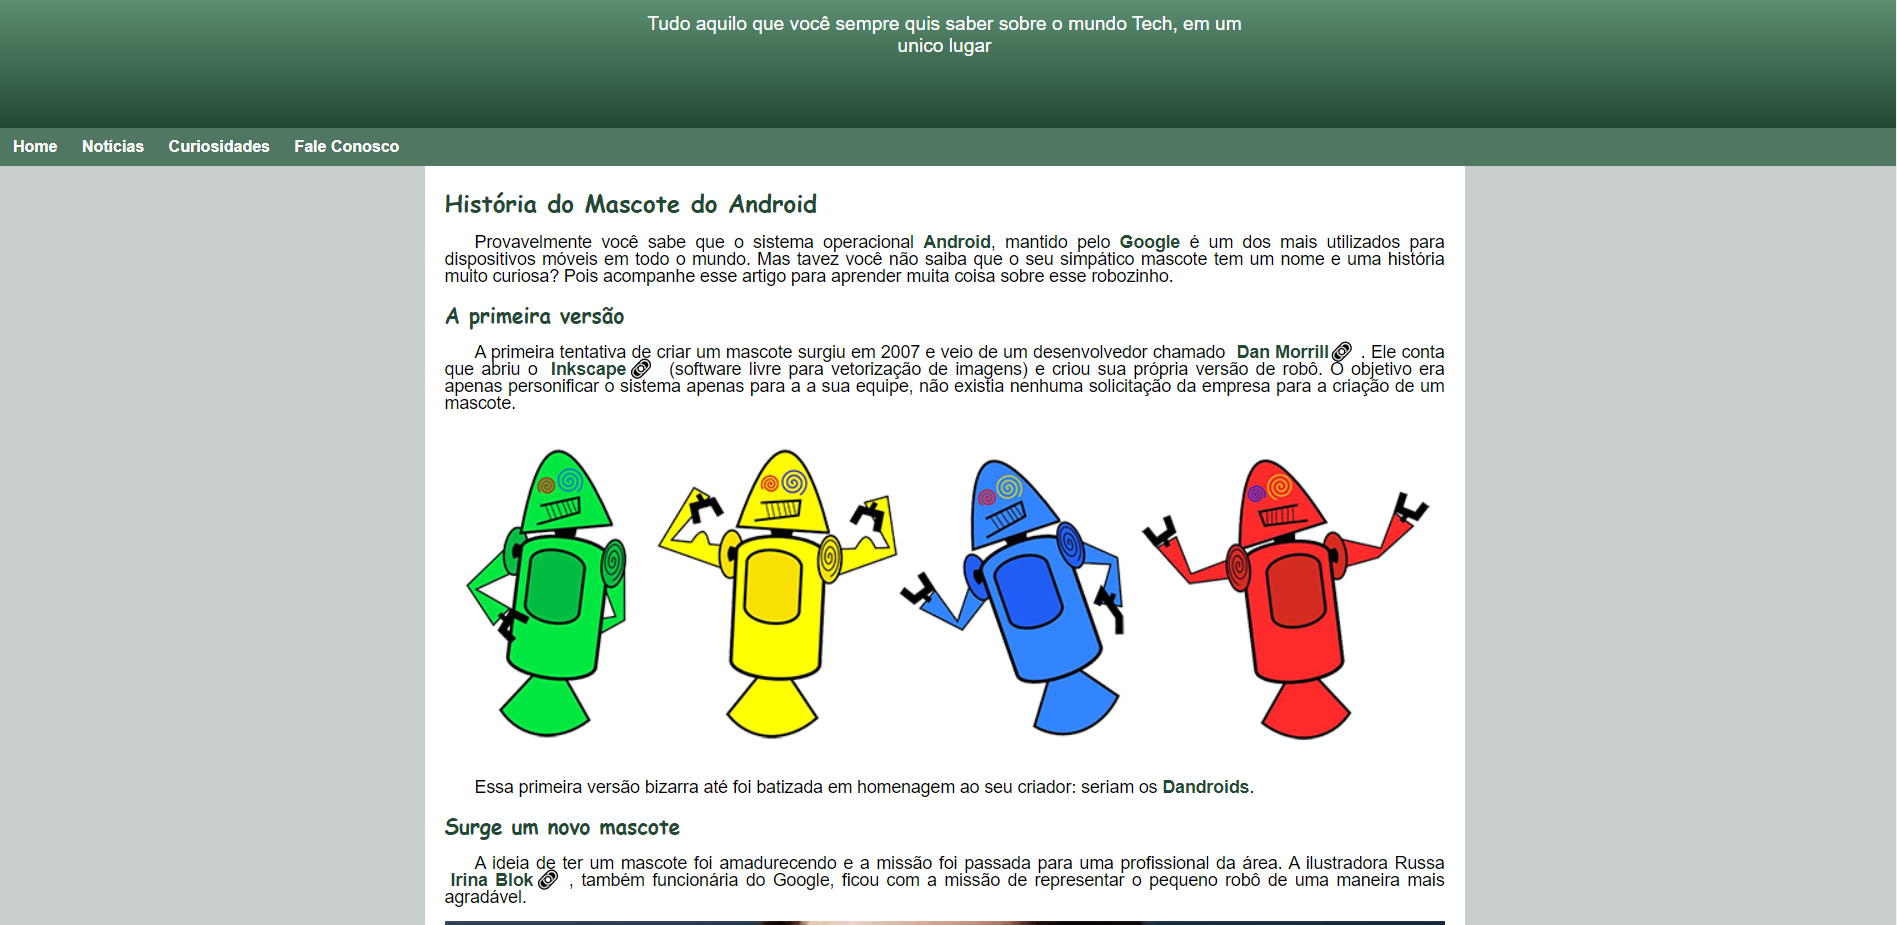 Tudo aquilo que você sempre quis saber sobre o mundo Tech, em um
unico lugar
Home Notícias Curiosidades Fale Conosco
História do Mascote do Android
Provavelmente você sabe que o sistema operacional Android, mantido pelo Google é um dos mais utilizados para
dispositivos móveis em todo o mundo. Mas tavez você não saiba que o seu simpático mascote tem um nome e uma história
muito curiosa? Pois acompanhe esse artigo para aprender muita coisa sobre esse robozinho.
A primeira versão
A primeira tentativa de criar um mascote surgiu em 2007 e veio de um desenvolvedor chamado Dan Morrill . Ele conta
que abriu o Inkscape (software livre para vetorização de imagens) e criou sua própria versão de robô. O objetivo era
apenas personificar o sistema apenas para a a sua equipe, não existia nenhuma solicitação da empresa para a criação de um
mascote.
Essa primeira versão bizarra até foi batizada em homenagem ao seu criador: seriam os Dandroids.
Surge um novo mascote
A ideia de ter um mascote foi amadurecendo e a missão foi passada para uma profissional da área. A ilustradora Russa
Irina Blok , também funcionária do Google, ficou com a missão de representar o pequeno robô de uma maneira mais
agradável.